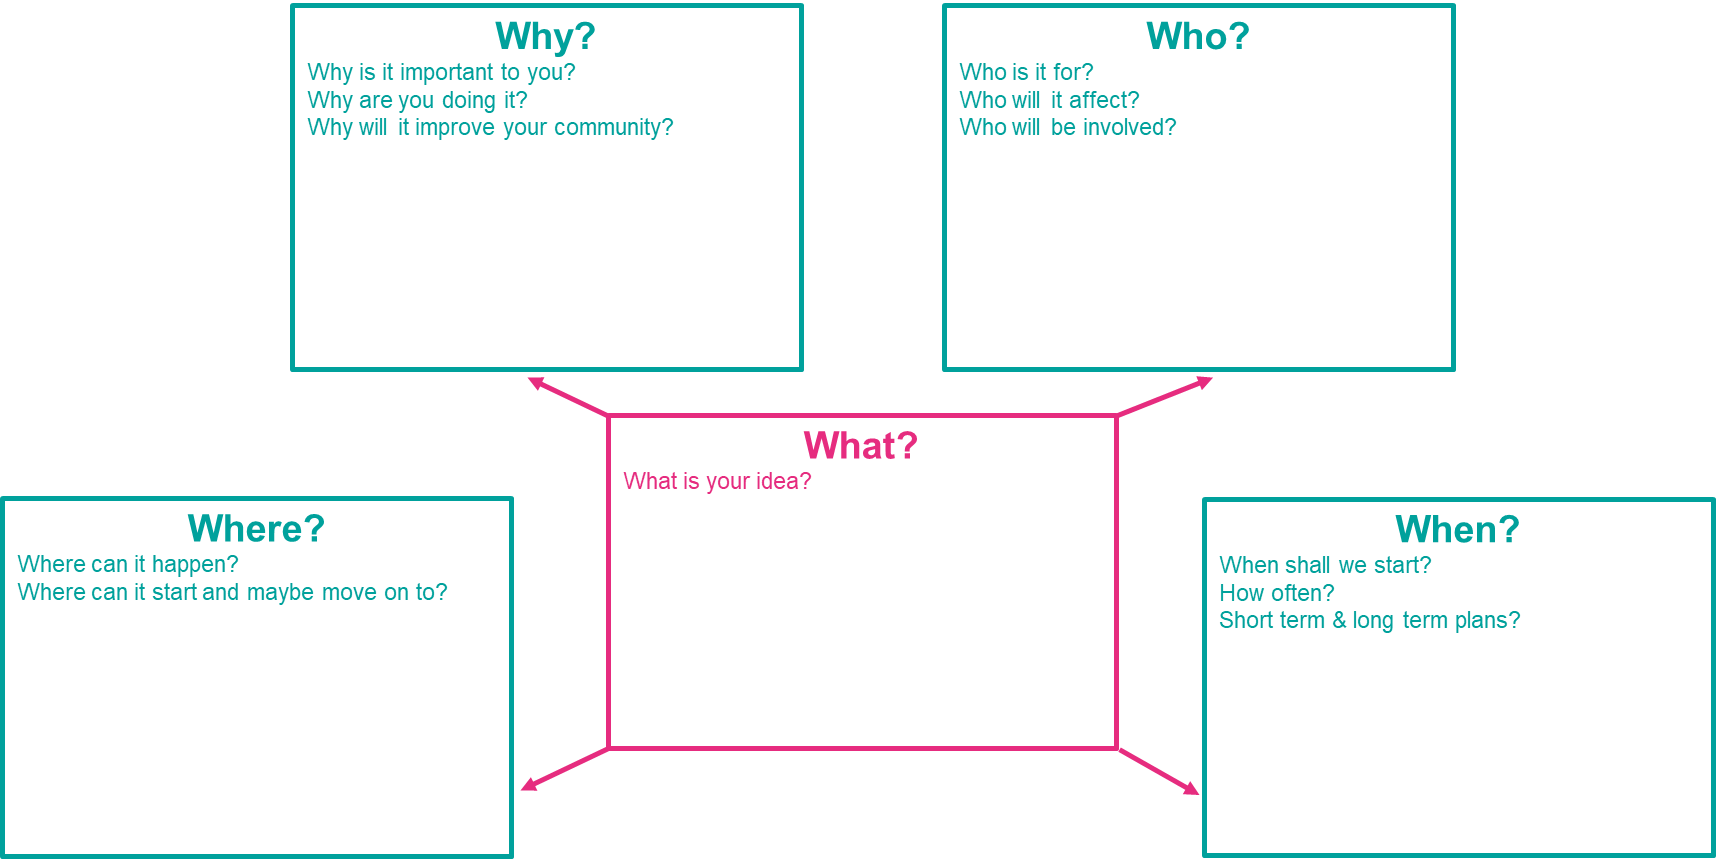 Why?
Why is it important to you?
Why are you doing it?
Why will it improve your community?
Who?
Who is it for?
Who will it affect?
Who will be involved?
What?
What is your idea?
Where?
Where can it happen?
Where can it start and maybe move on to?
When?
When shall we start?
How often?
Short term & long term plans?